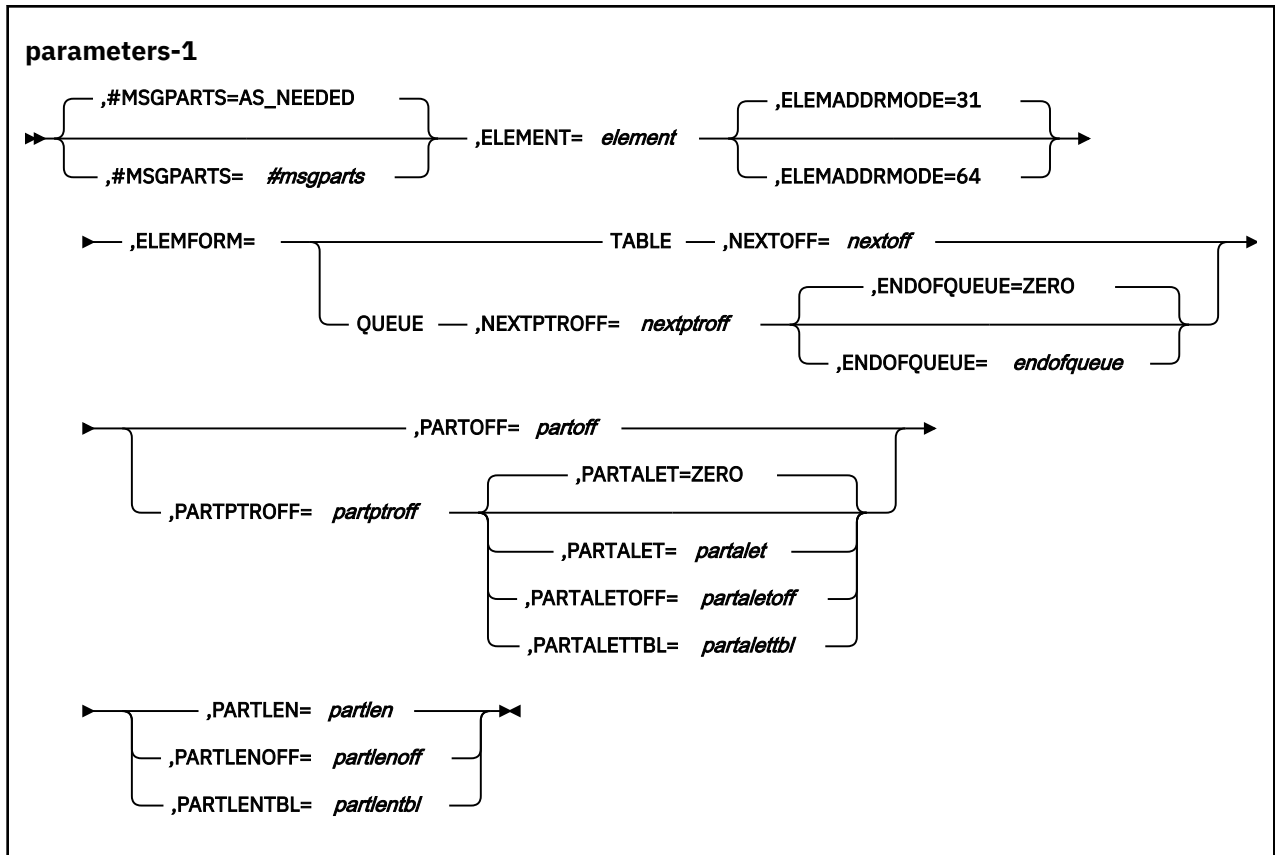 parameters-1
,#MSGPARTS=AS_NEEDED
,ELEMADDRMODE=31
,ELEMENT= element
,#MSGPARTS= #msgparts
,ELEMADDRMODE=64
,ELEMFORM= TABLE ,NEXTOFF= nextoff
,ENDOFQUEUE=ZERO
QUEUE ,NEXTPTROFF= nextptroff
,ENDOFQUEUE= endofqueue
,PARTOFF= partoff
,PARTALET=ZERO
,PARTPTROFF= partptroff
,PARTALET= partalet
,PARTALETOFF= partaletoff
,PARTALETTBL= partalettbl
,PARTLEN= partlen
,PARTLENOFF= partlenoff
,PARTLENTBL= partlentbl